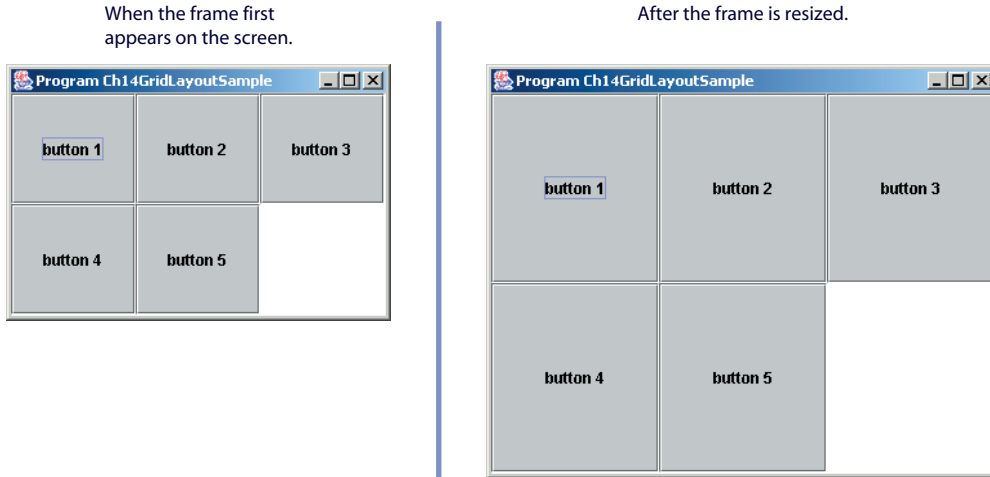 When the frame first
appears on the screen.
Program Ch14GridLayoutSample
button 1
button 2
button 3
button 4
button 5
After the frame is resized.
Program Ch14GridLayoutSample
button 1
button 2
button 3
button 4
button 5